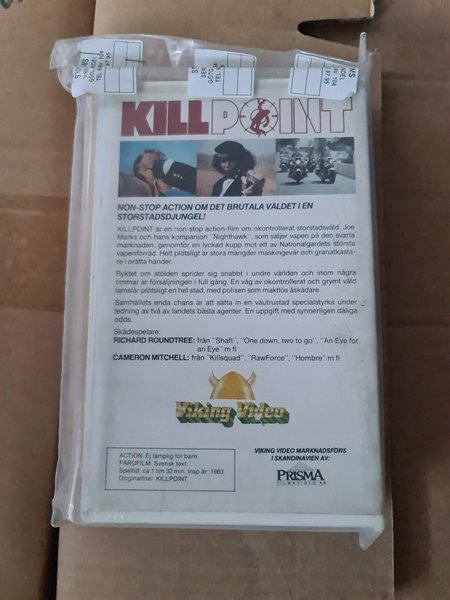 KILLPOINT
NON-STOP ACTION OM DET BRUTALA VÅLDET I EN
STORSTADSDJUNGEL!
KILLPOINT är en non-stop action-film om okontrollerat storstadsvåld. Joe
Marks och hans kompanjon "Nighthawk", som säljer vapen på den svarta
marknaden, genomför en lyckad kupp mot ett av Nationalgardets största
vapenförråd. Helt plötsligt är stora mängder maskingevär och granatkasta-
re i orätta händer.
Ryktet om stölden sprider sig snabbt i undre världen och inom några
timmar är försäljningen i full gång. En våg av okontrollerat och grymt våld
lamslår plötsligt en hel stad, med polisen som maktlös åskådare.
Samhällets enda chans är att sätta in en väutrustad specialstyrka under
ledning av två av landets bästa agenter. En uppgift med synnerligen dåliga
odds.
Skådespelare:
RICHARD ROUNDTREE: från "Shaft", "One down, two to go", "An Eye for
an Eye" m fl
CAMERON MITCHELL: från "Killsquad", "RawForce", "Hombre" m fl
Viking Video
ACTION. Ej lämplig för barn.
FÄRGFILM: Svensk text.
Speltid: ca 1 tim 32 min. Insp.år: 1983
Originaltitel: KILLPOINT
VIKING VIDEO MARKNADSFÖRS
I SKANDINAVIEN AV:
PRISMA
FILM & VIDEO AB